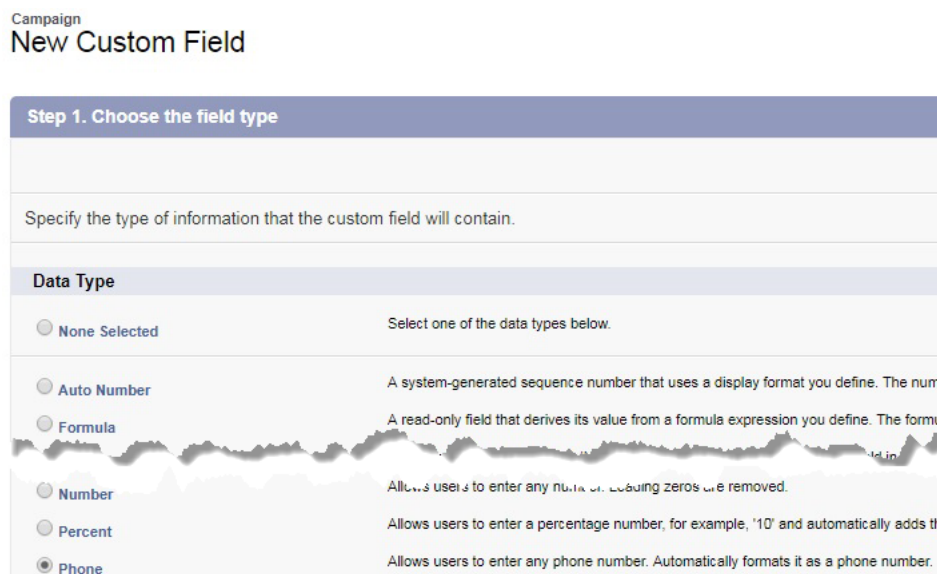 Campaign
New Custom Field
Step 1. Choose the field type
Specify the type of information that the custom field will contain.
Data Type
None Selected Select one of the data types below.
Auto Number A system-generated sequence number that uses a display format you define. The num
Formula A read-only field that derives its value from a formula expression you define. The formu
Number Allows users to enter any number. Leading zeros are removed.
Percent Allows users to enter a percentage number, for example, '10' and automatically adds th
Phone Allows users to enter any phone number. Automatically formats it as a phone number.